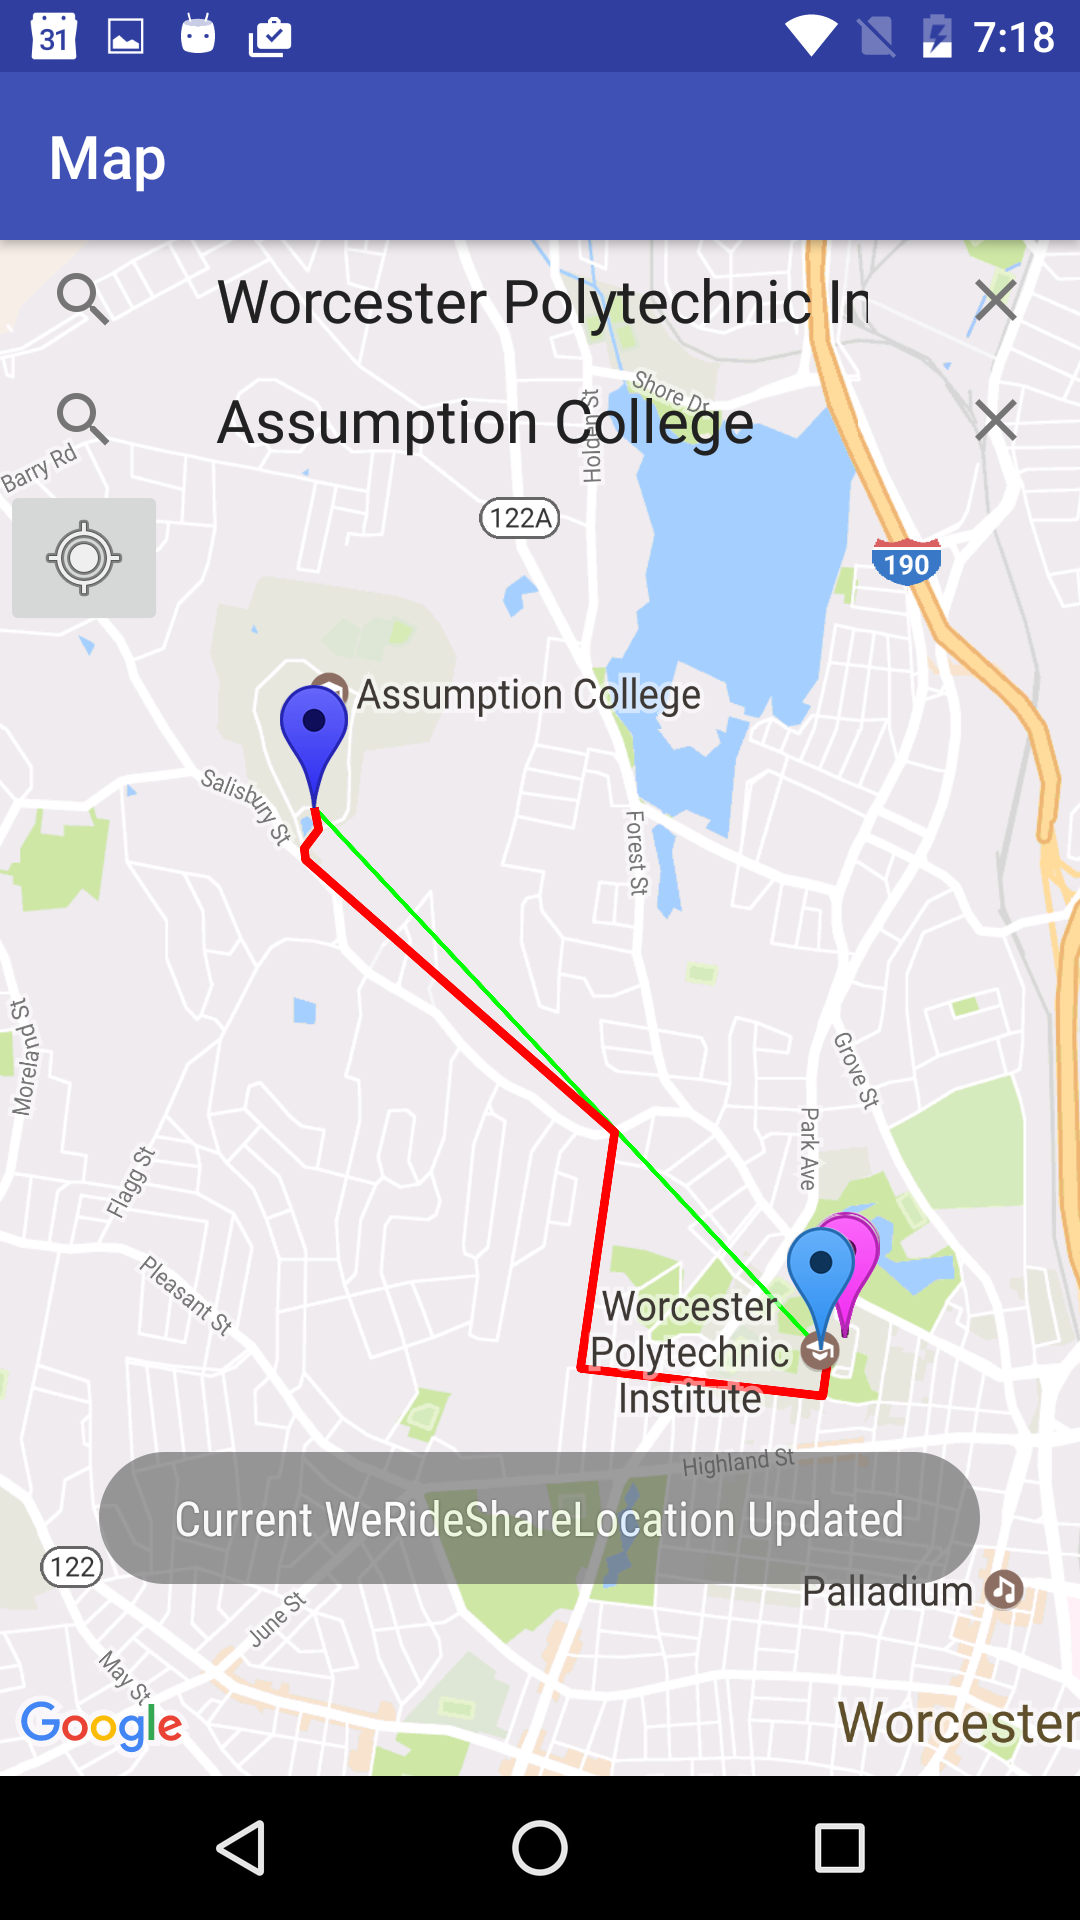 31
7:18
Map
Worcester Polytechnic In
Assumption College
Shore Dr
Holden St
Barry Rd
122A
190
Assumption College
Salisbury St
Forest St
Moreland St
Grove St
Park Ave
Flagg St
Pleasant St
Worcester
Polytechnic
Institute
Highland St
Current WeRideShareLocation Updated
122
Palladium
June St
May St
Google
Worcester